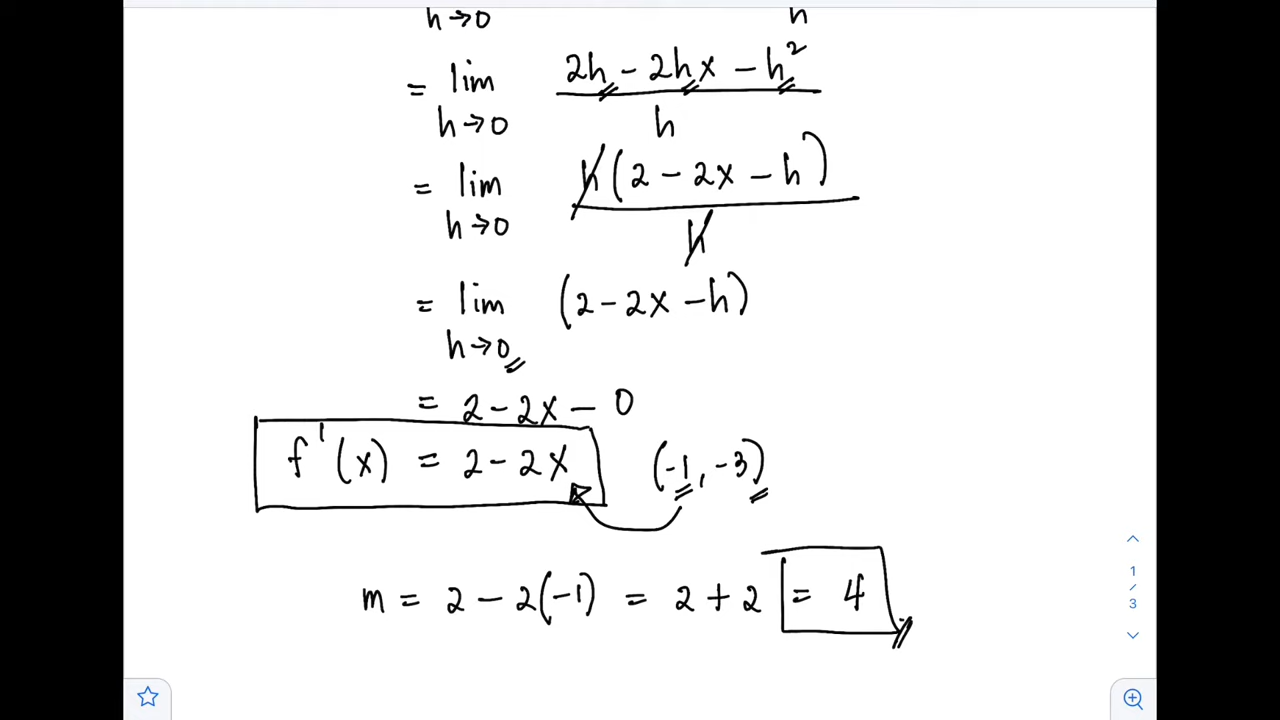 h→0 h
= lim 2h - 2hx - h²
h→0 h
= lim h(2 - 2x - h)
h→0 h
= lim (2 - 2x - h)
h→0
= 2 - 2x - 0
f'(x) = 2 - 2x (-1, -3)
m = 2 - 2(-1) = 2 + 2 = 4
1
/
3